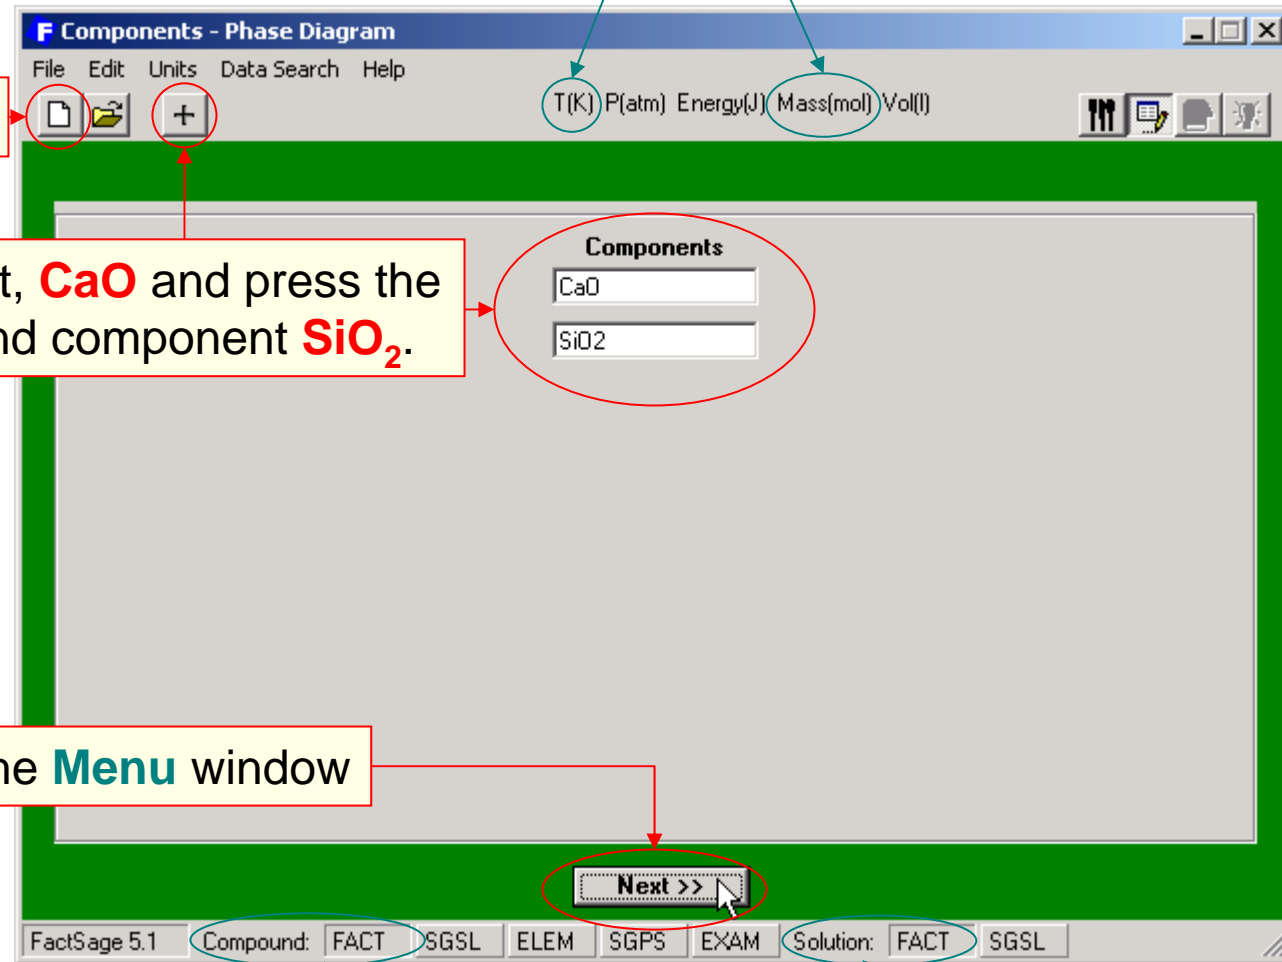 Components - Phase Diagram
File Edit Units Data Search Help
T(K) P(atm) Energy(J) Mass(mol) Vol(l)
t, CaO and press the
nd component SiO2.
Components
CaO
SiO2
he Menu window
Next >>
FactSage 5.1 Compound: FACT SGSL ELEM SGPS EXAM Solution: FACT SGSL